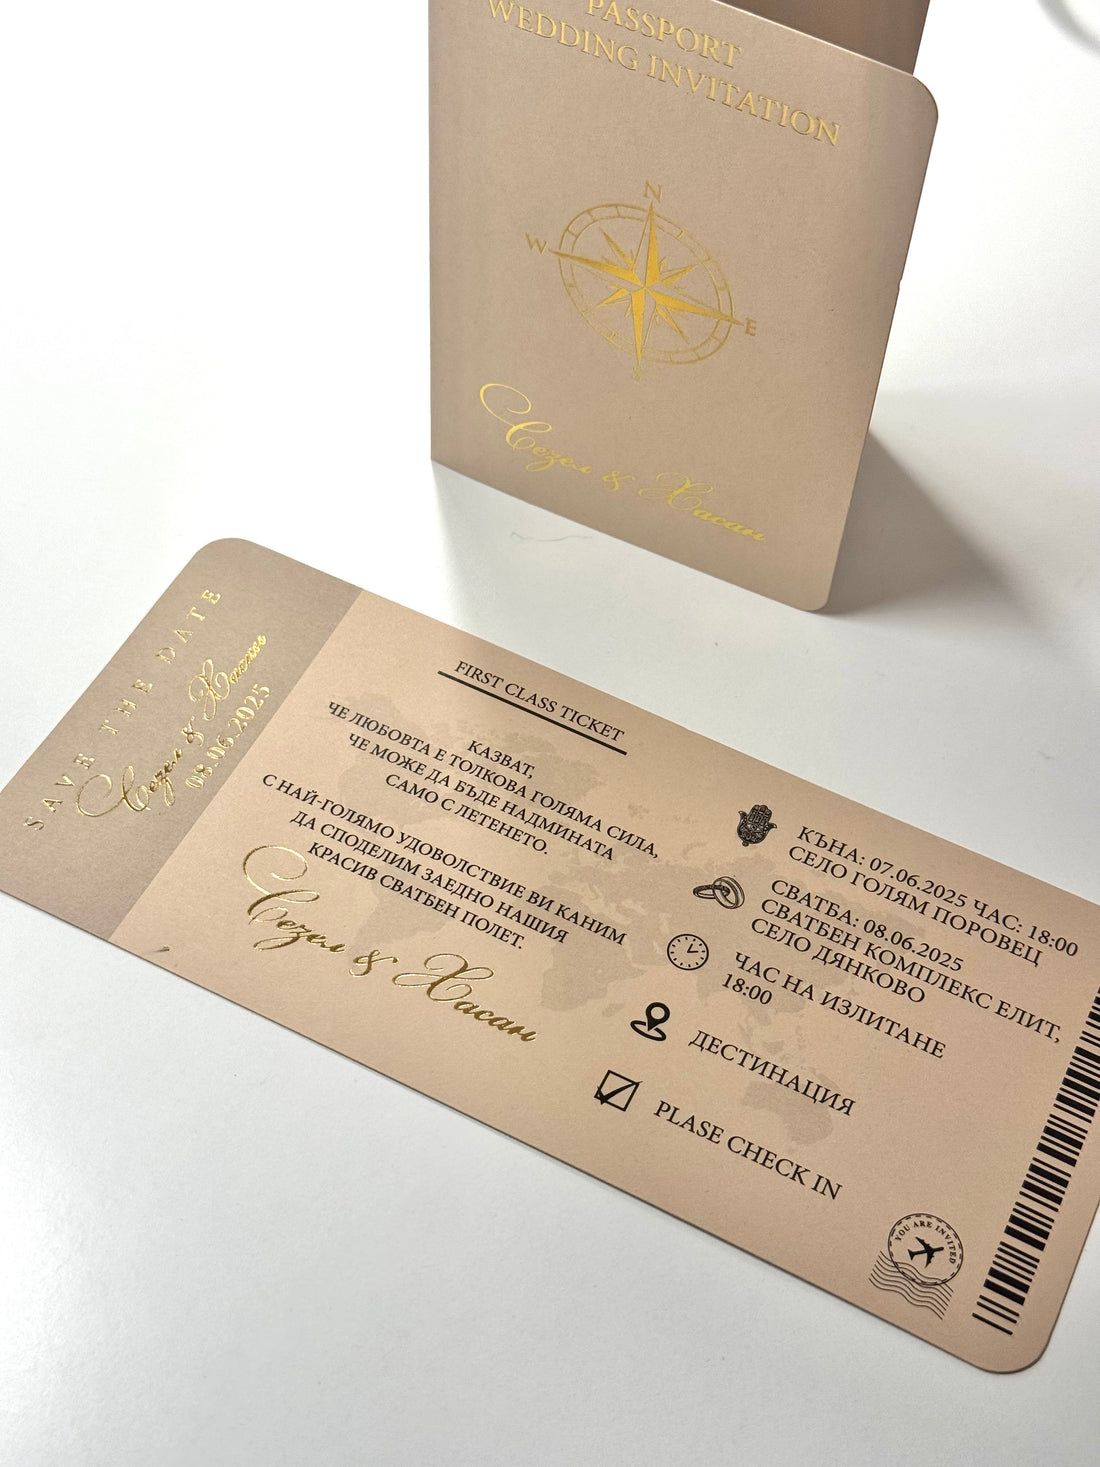 PASSPORT
WEDDING INVITATION
N
W
E
S
Сезел & Хасан
SAVE THE DATE
Сезел & Хасан
08.06.2025
FIRST CLASS TICKET
КАЗВАТ,
ЧЕ ЛЮБОВТА Е ТОЛКОВА ГОЛЯМА СИЛА,
ЧЕ МОЖЕ ДА БЪДЕ НАДМИНАТА
САМО С ЛЕТЕНЕТО.
С НАЙ-ГОЛЯМО УДОВОЛСТВИЕ ВИ КАНИМ
ДА СПОДЕЛИМ ЗАЕДНО НАШИЯ
КРАСИВ СВАТБЕН ПОЛЕТ.
Сезел & Хасан
КЪНА: 07.06.2025 ЧАС: 18:00
СЕЛО ГОЛЯМ ПОРОВЕЦ
СВАТБА: 08.06.2025
СВАТБЕН КОМПЛЕКС ЕЛИТ,
СЕЛО ДЯНКОВО
ЧАС НА ИЗЛИТАНЕ
18:00
ДЕСТИНАЦИЯ
PLASE CHECK IN
YOU ARE INVITED